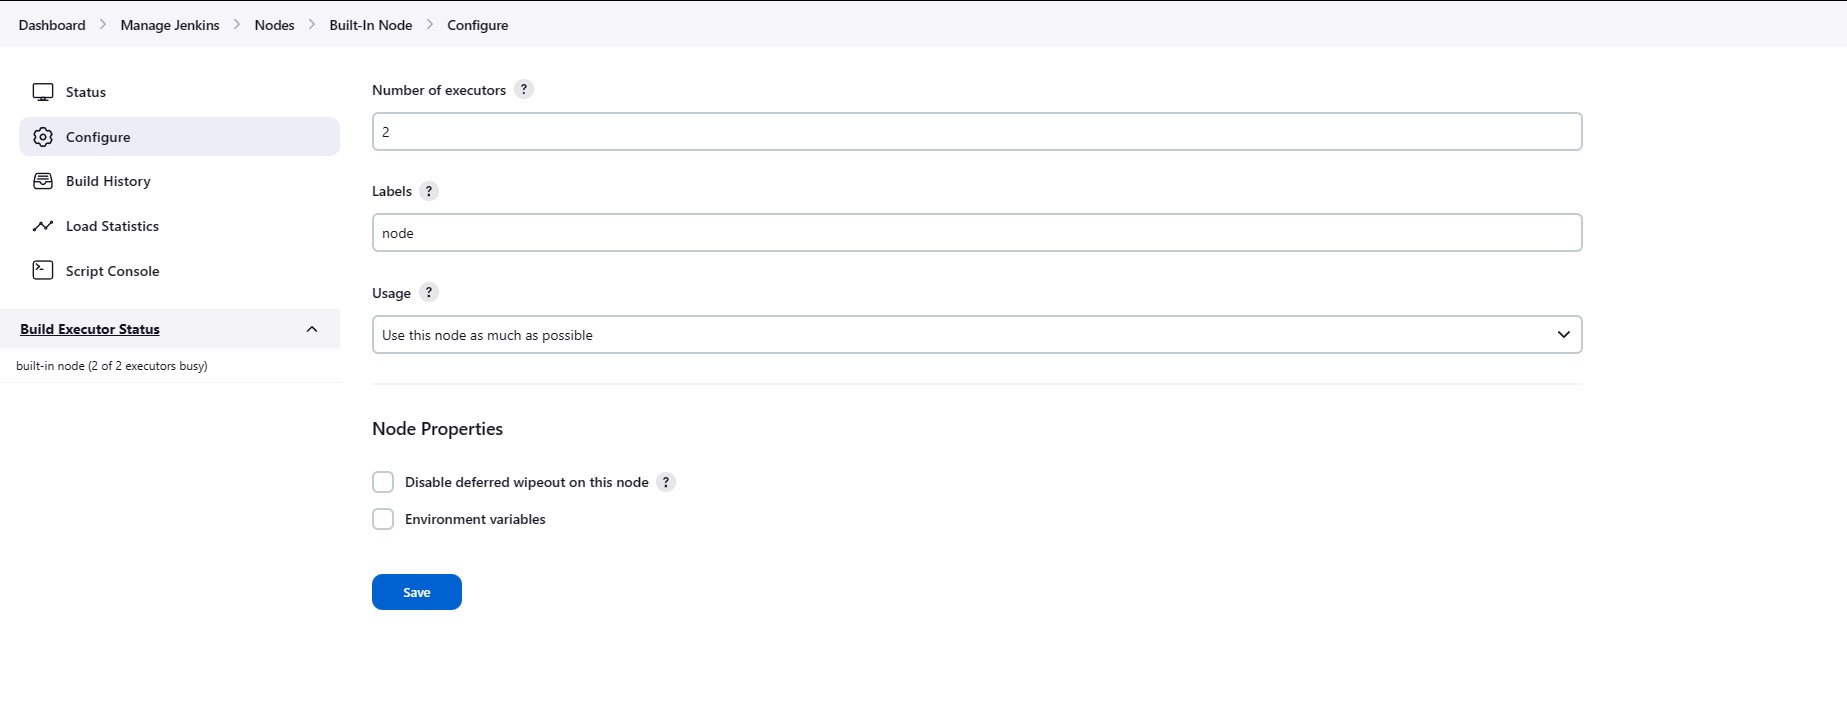 Dashboard > Manage Jenkins > Nodes > Built-In Node > Configure
Status
Configure
Build History
Load Statistics
Script Console
Build Executor Status
built-in node (2 of 2 executors busy)
Number of executors ?
2
Labels ?
node
Usage ?
Use this node as much as possible
Node Properties
Disable deferred wipeout on this node ?
Environment variables
Save